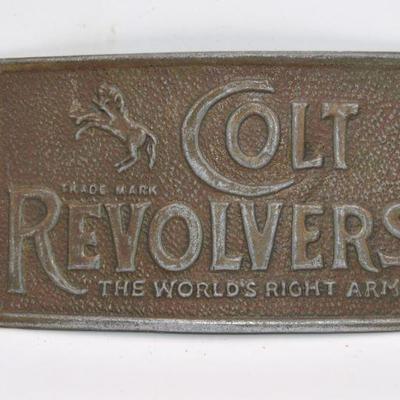 COLT
TRADE MARK
REVOLVERS
THE WORLD'S RIGHT ARM